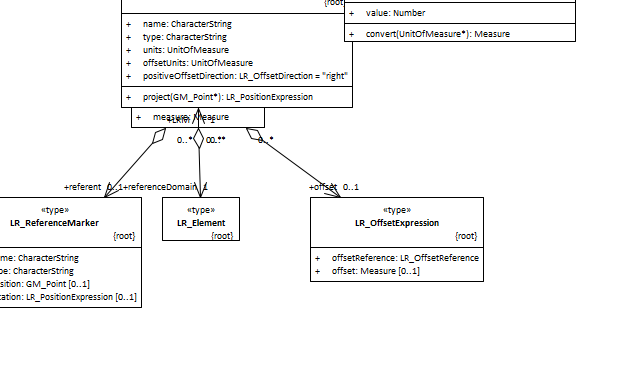 {root}
+ name: CharacterString
+ type: CharacterString
+ units: UnitOfMeasure
+ offsetUnits: UnitOfMeasure
+ positiveOffsetDirection: LR_OffsetDirection = "right"
+ project(GM_Point*): LR_PositionExpression
+ value: Number
+ convert(UnitOfMeasure*): Measure
+ measure: Measure
+LRM 1
0..* 0..* 0..*
+referent 0..1
+referenceDomain 1
+offset 0..1
«type»
LR_ReferenceMarker
{root}
me: CharacterString
pe: CharacterString
sition: GM_Point [0..1]
ation: LR_PositionExpression [0..1]
«type»
LR_Element
{root}
«type»
LR_OffsetExpression
{root}
+ offsetReference: LR_OffsetReference
+ offset: Measure [0..1]